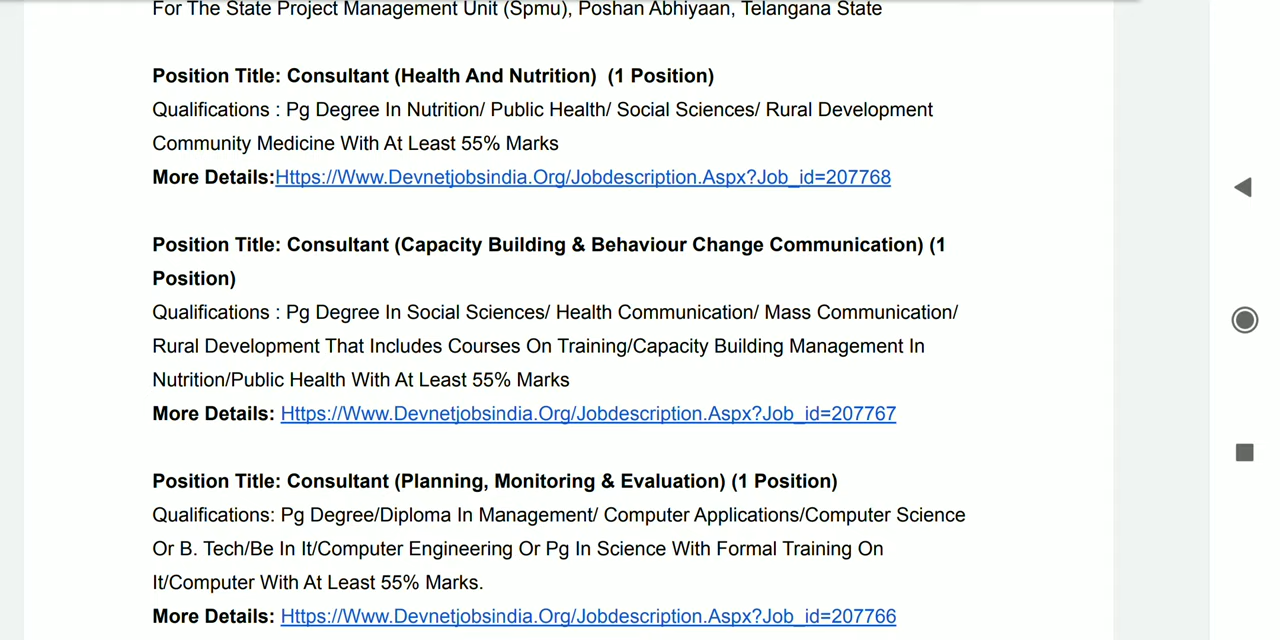 For The State Project Management Unit (Spmu), Poshan Abhiyaan, Telangana State
Position Title: Consultant (Health And Nutrition)  (1 Position)
Qualifications : Pg Degree In Nutrition/ Public Health/ Social Sciences/ Rural Development
Community Medicine With At Least 55% Marks
More Details:Https://Www.Devnetjobsindia.Org/Jobdescription.Aspx?Job_id=207768
Position Title: Consultant (Capacity Building & Behaviour Change Communication) (1
Position)
Qualifications : Pg Degree In Social Sciences/ Health Communication/ Mass Communication/
Rural Development That Includes Courses On Training/Capacity Building Management In
Nutrition/Public Health With At Least 55% Marks
More Details: Https://Www.Devnetjobsindia.Org/Jobdescription.Aspx?Job_id=207767
Position Title: Consultant (Planning, Monitoring & Evaluation) (1 Position)
Qualifications: Pg Degree/Diploma In Management/ Computer Applications/Computer Science
Or B. Tech/Be In It/Computer Engineering Or Pg In Science With Formal Training On
It/Computer With At Least 55% Marks.
More Details: Https://Www.Devnetjobsindia.Org/Jobdescription.Aspx?Job_id=207766